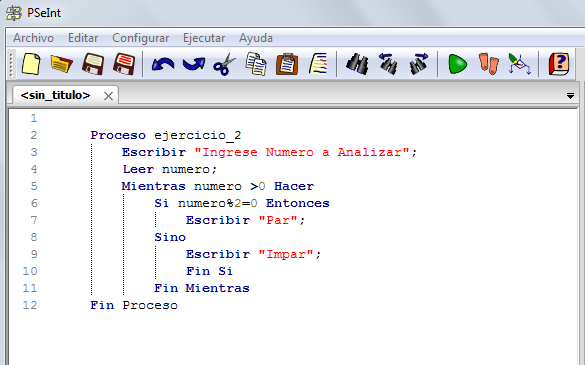 PSeInt
Archivo Editar Configurar Ejecutar Ayuda
<sin_titulo>
1
2 Proceso ejercicio_2
3 Escribir "Ingrese Numero a Analizar";
4 Leer numero;
5 Mientras numero >0 Hacer
6 Si numero%2=0 Entonces
7 Escribir "Par";
8 Sino
9 Escribir "Impar";
10 Fin Si
11 Fin Mientras
12 Fin Proceso